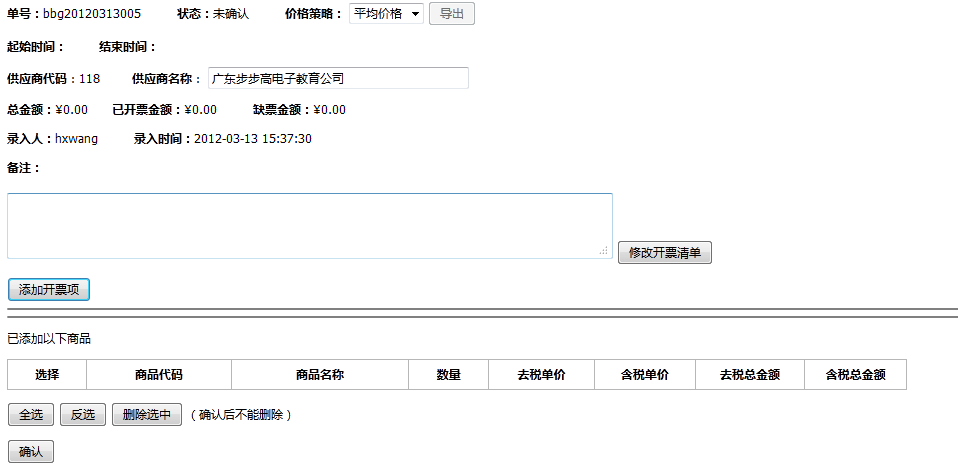 单号：bbg20120313005 状态：未确认 价格策略： 平均价格 导出
起始时间： 结束时间：
供应商代码：118 供应商名称： 广东步步高电子教育公司
总金额：¥0.00 已开票金额：¥0.00 缺票金额：¥0.00
录入人：hxwang 录入时间：2012-03-13 15:37:30
备注：
修改开票清单
添加开票项
已添加以下商品
选择 商品代码 商品名称 数量 去税单价 含税单价 去税总金额 含税总金额
全选 反选 删除选中 （确认后不能删除）
确认